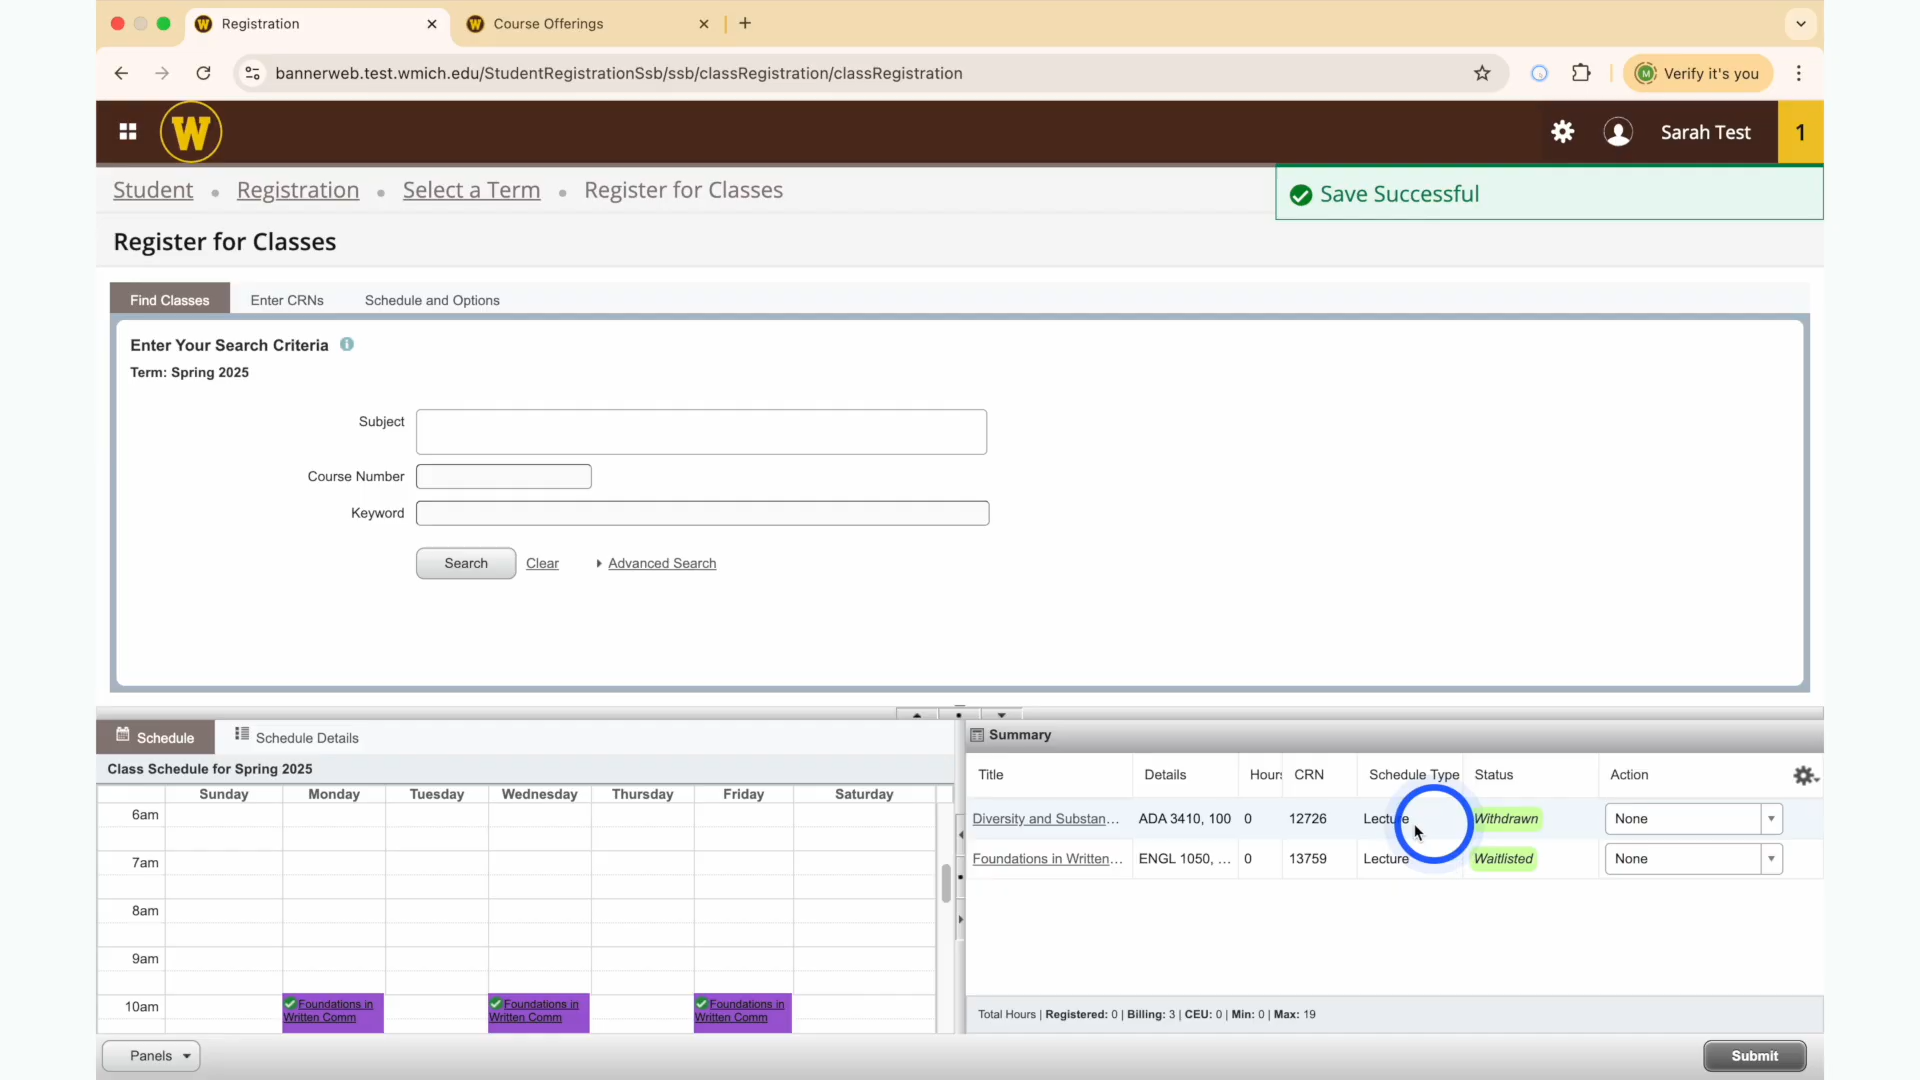 Registration
Course Offerings
bannerweb.test.wmich.edu/StudentRegistrationSsb/ssb/classRegistration/classRegistration
Verify it's you
W
Sarah Test
1
Student • Registration • Select a Term • Register for Classes
Save Successful
Register for Classes
Find Classes
Enter CRNs
Schedule and Options
Enter Your Search Criteria
Term: Spring 2025
Subject
Course Number
Keyword
Search
Clear
Advanced Search
Schedule
Schedule Details
Class Schedule for Spring 2025
Sunday Monday Tuesday Wednesday Thursday Friday Saturday
6am
7am
8am
9am
10am
Foundations in
Written Comm
Foundations in
Written Comm
Foundations in
Written Comm
Summary
Title Details Hours CRN Schedule Type Status Action
Diversity and Substan... ADA 3410, 100 0 12726 Lecture Withdrawn None
Foundations in Written... ENGL 1050, ... 0 13759 Lecture Waitlisted None
Total Hours | Registered: 0 | Billing: 3 | CEU: 0 | Min: 0 | Max: 19
Panels
Submit